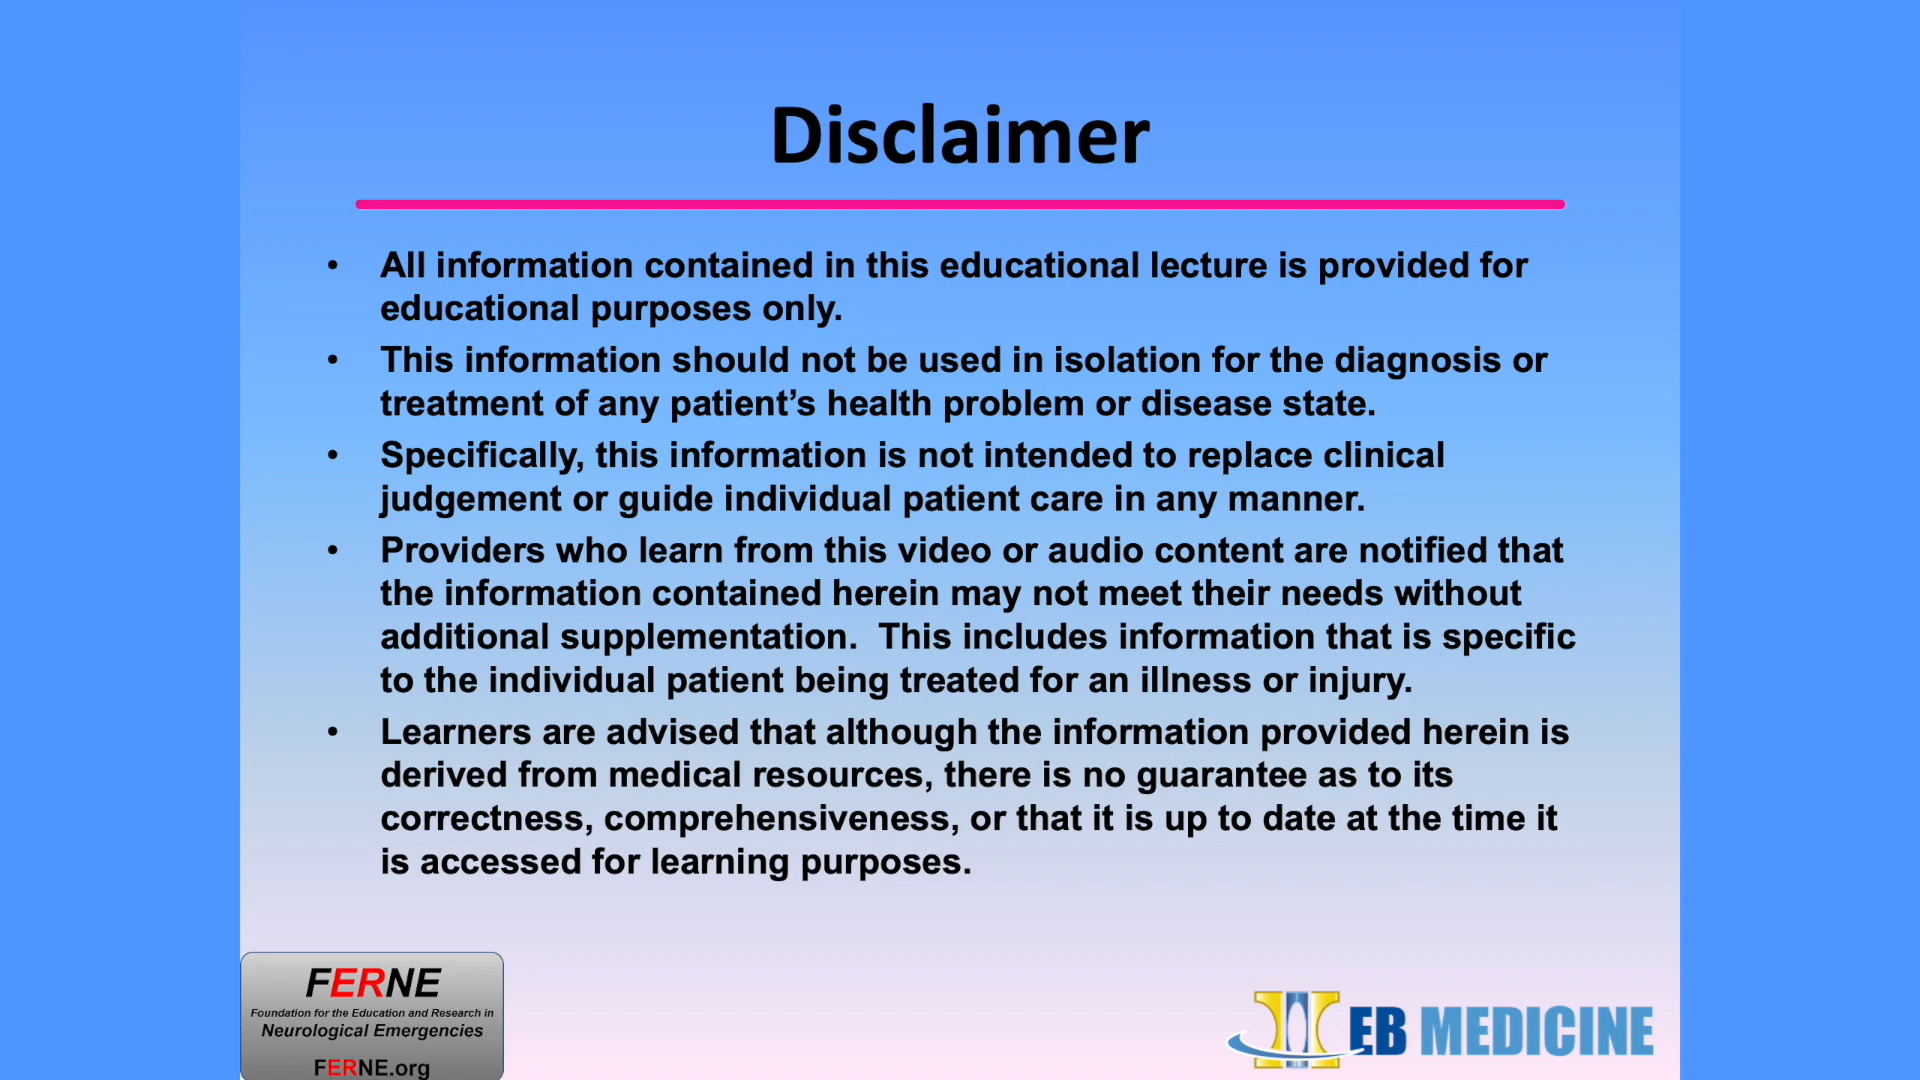 Disclaimer
• All information contained in this educational lecture is provided for
educational purposes only.
• This information should not be used in isolation for the diagnosis or
treatment of any patient’s health problem or disease state.
• Specifically, this information is not intended to replace clinical
judgement or guide individual patient care in any manner.
• Providers who learn from this video or audio content are notified that
the information contained herein may not meet their needs without
additional supplementation.  This includes information that is specific
to the individual patient being treated for an illness or injury.
• Learners are advised that although the information provided herein is
derived from medical resources, there is no guarantee as to its
correctness, comprehensiveness, or that it is up to date at the time it
is accessed for learning purposes.
FERNE
Foundation for the Education and Research in
Neurological Emergencies
FERNE.org
EB MEDICINE